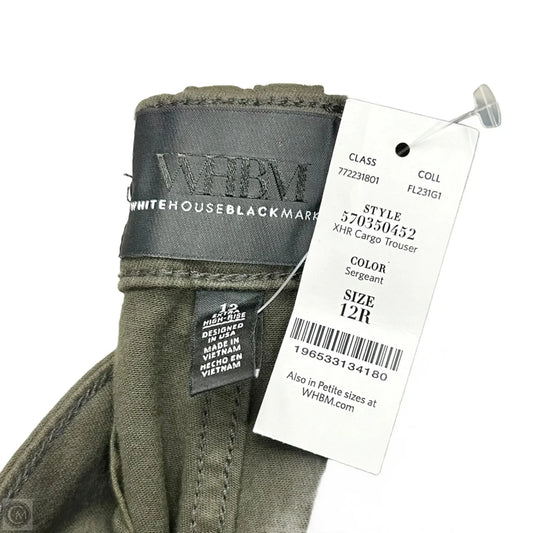 WHBM
WHITEHOUSEBLACKMARK
12
EXTRA
HIGH-RISE
DESIGNED
IN USA
MADE IN
VIETNAM
HECHO EN
VIETNAM
CLASS
772231801
COLL
FL231G1
STYLE
570350452
XHR Cargo Trouser
COLOR
Sergeant
SIZE
12R
196533134180
Also in Petite sizes at
WHBM.com